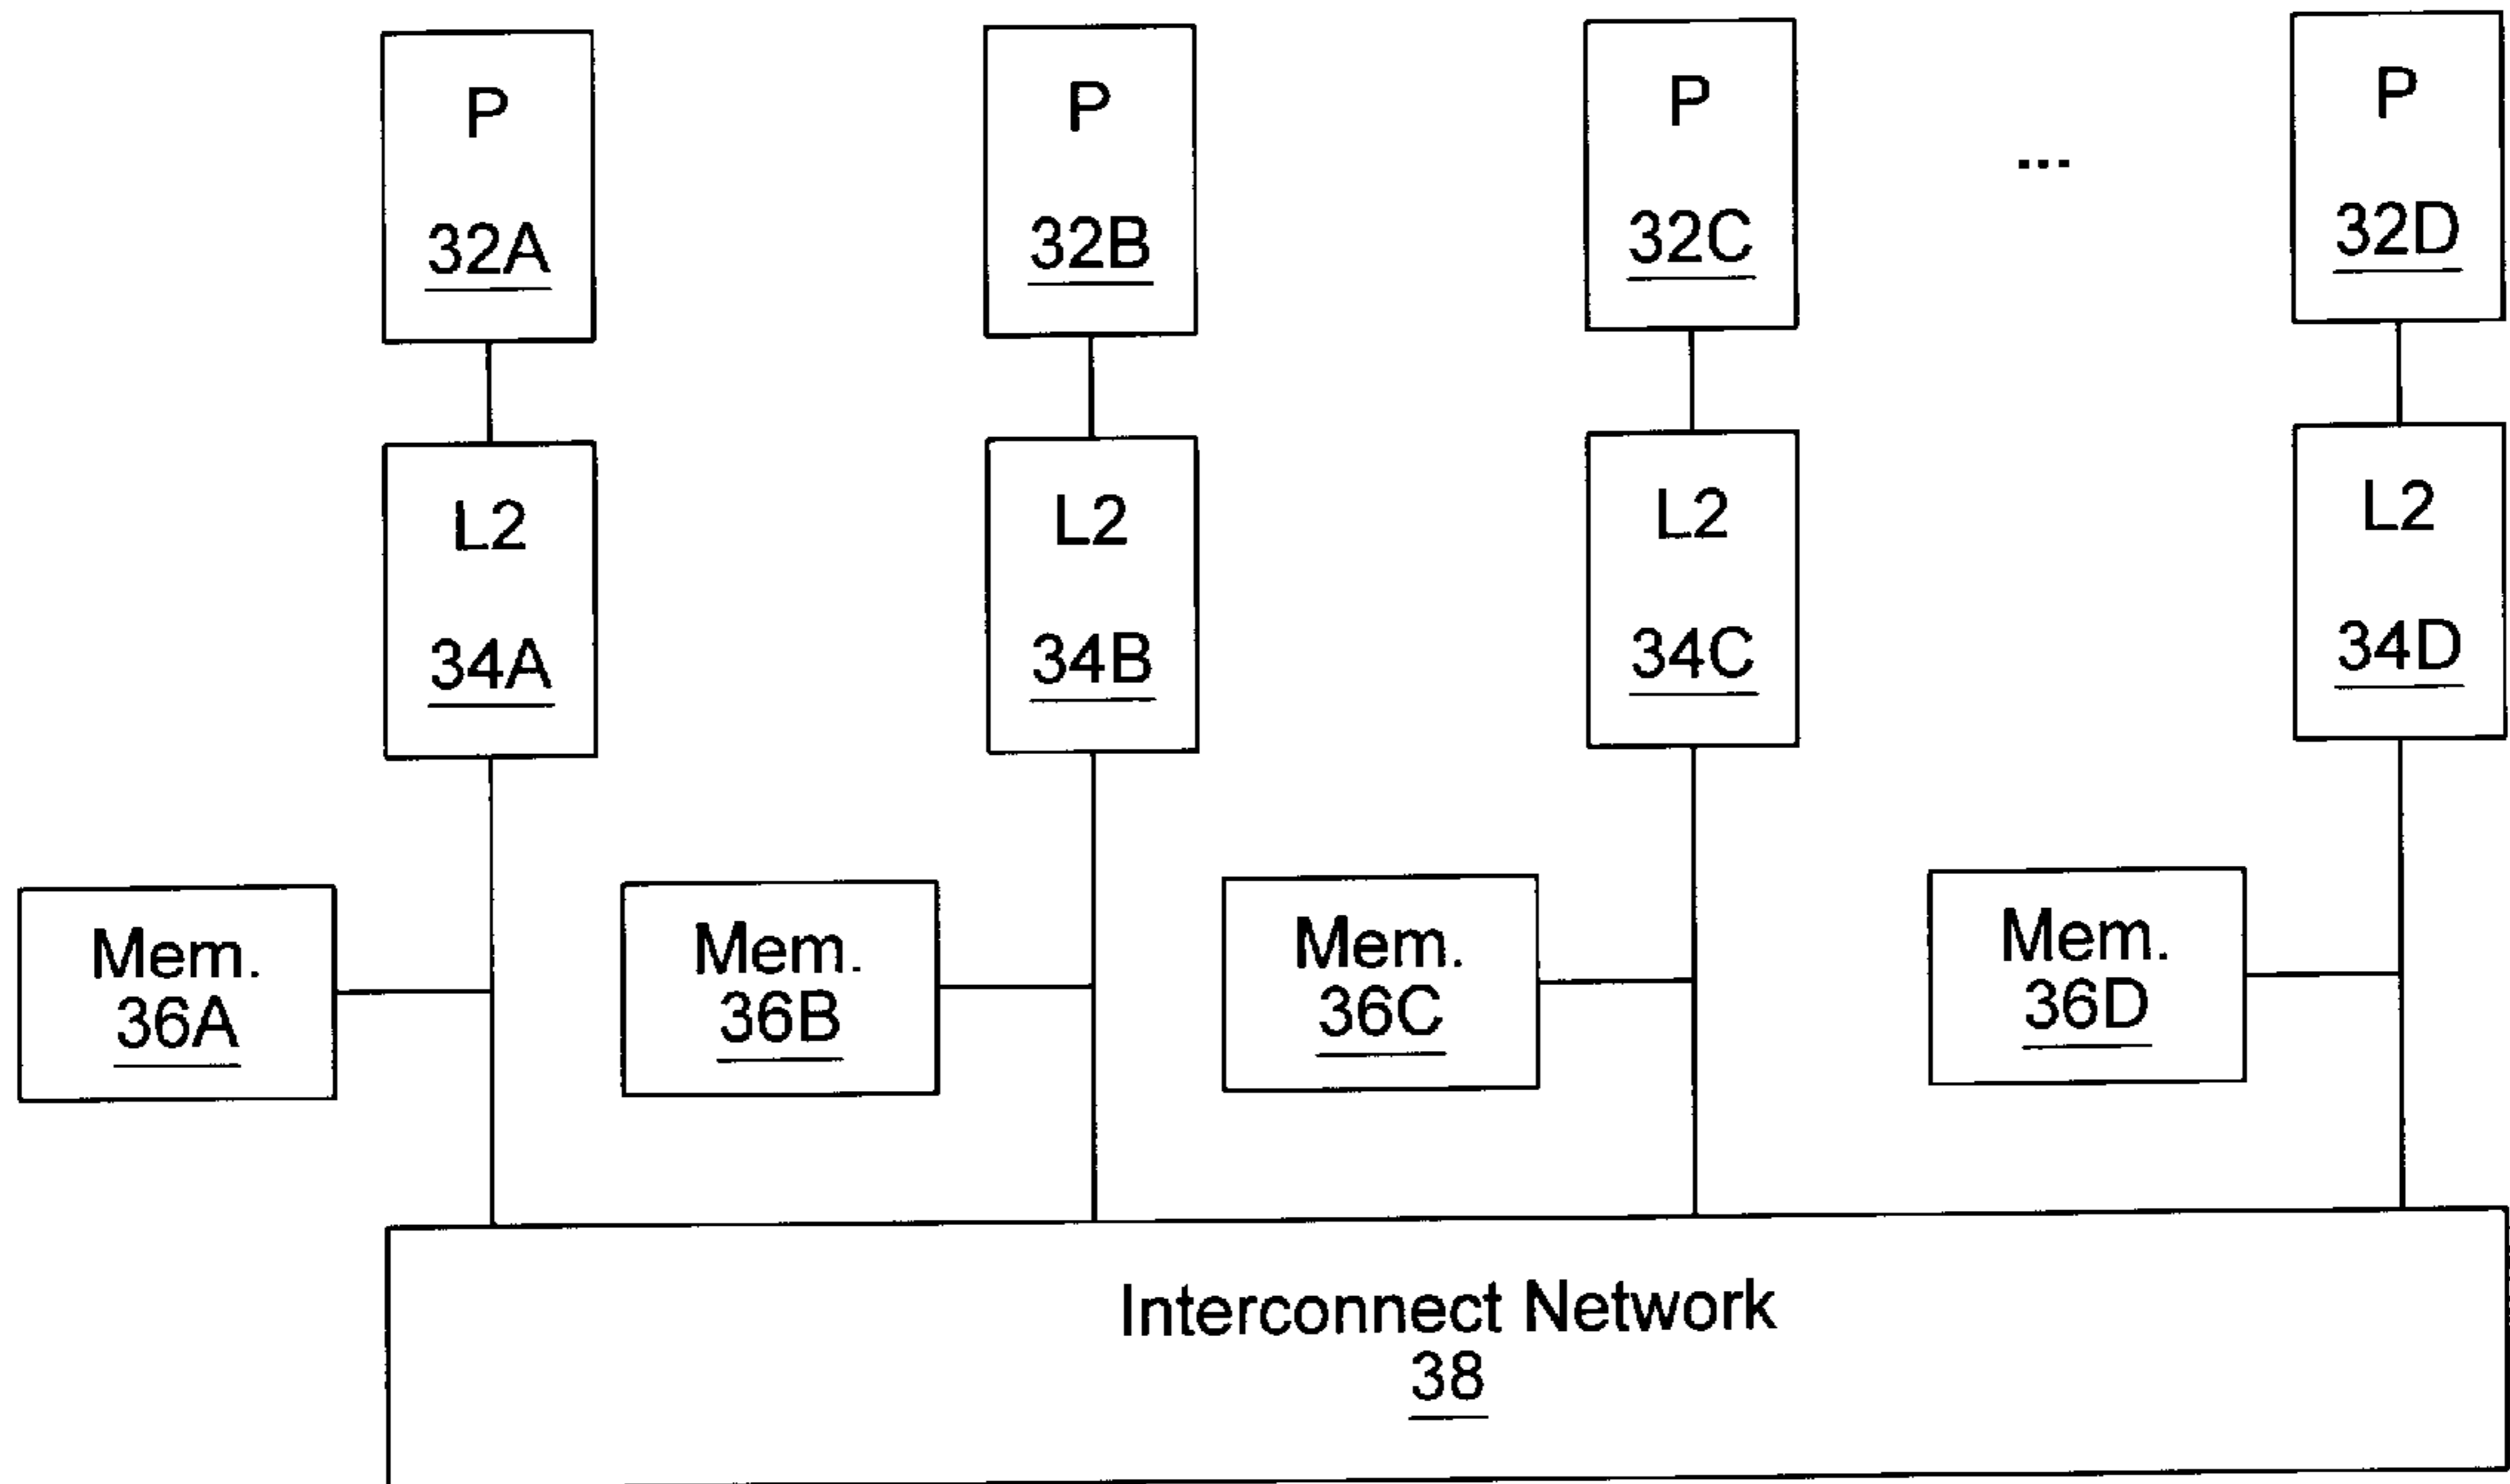 P
32A
P
32B
P
32C
...
P
32D
L2
34A
L2
34B
L2
34C
L2
34D
Mem.
36A
Mem.
36B
Mem.
36C
Mem.
36D
Interconnect Network
38